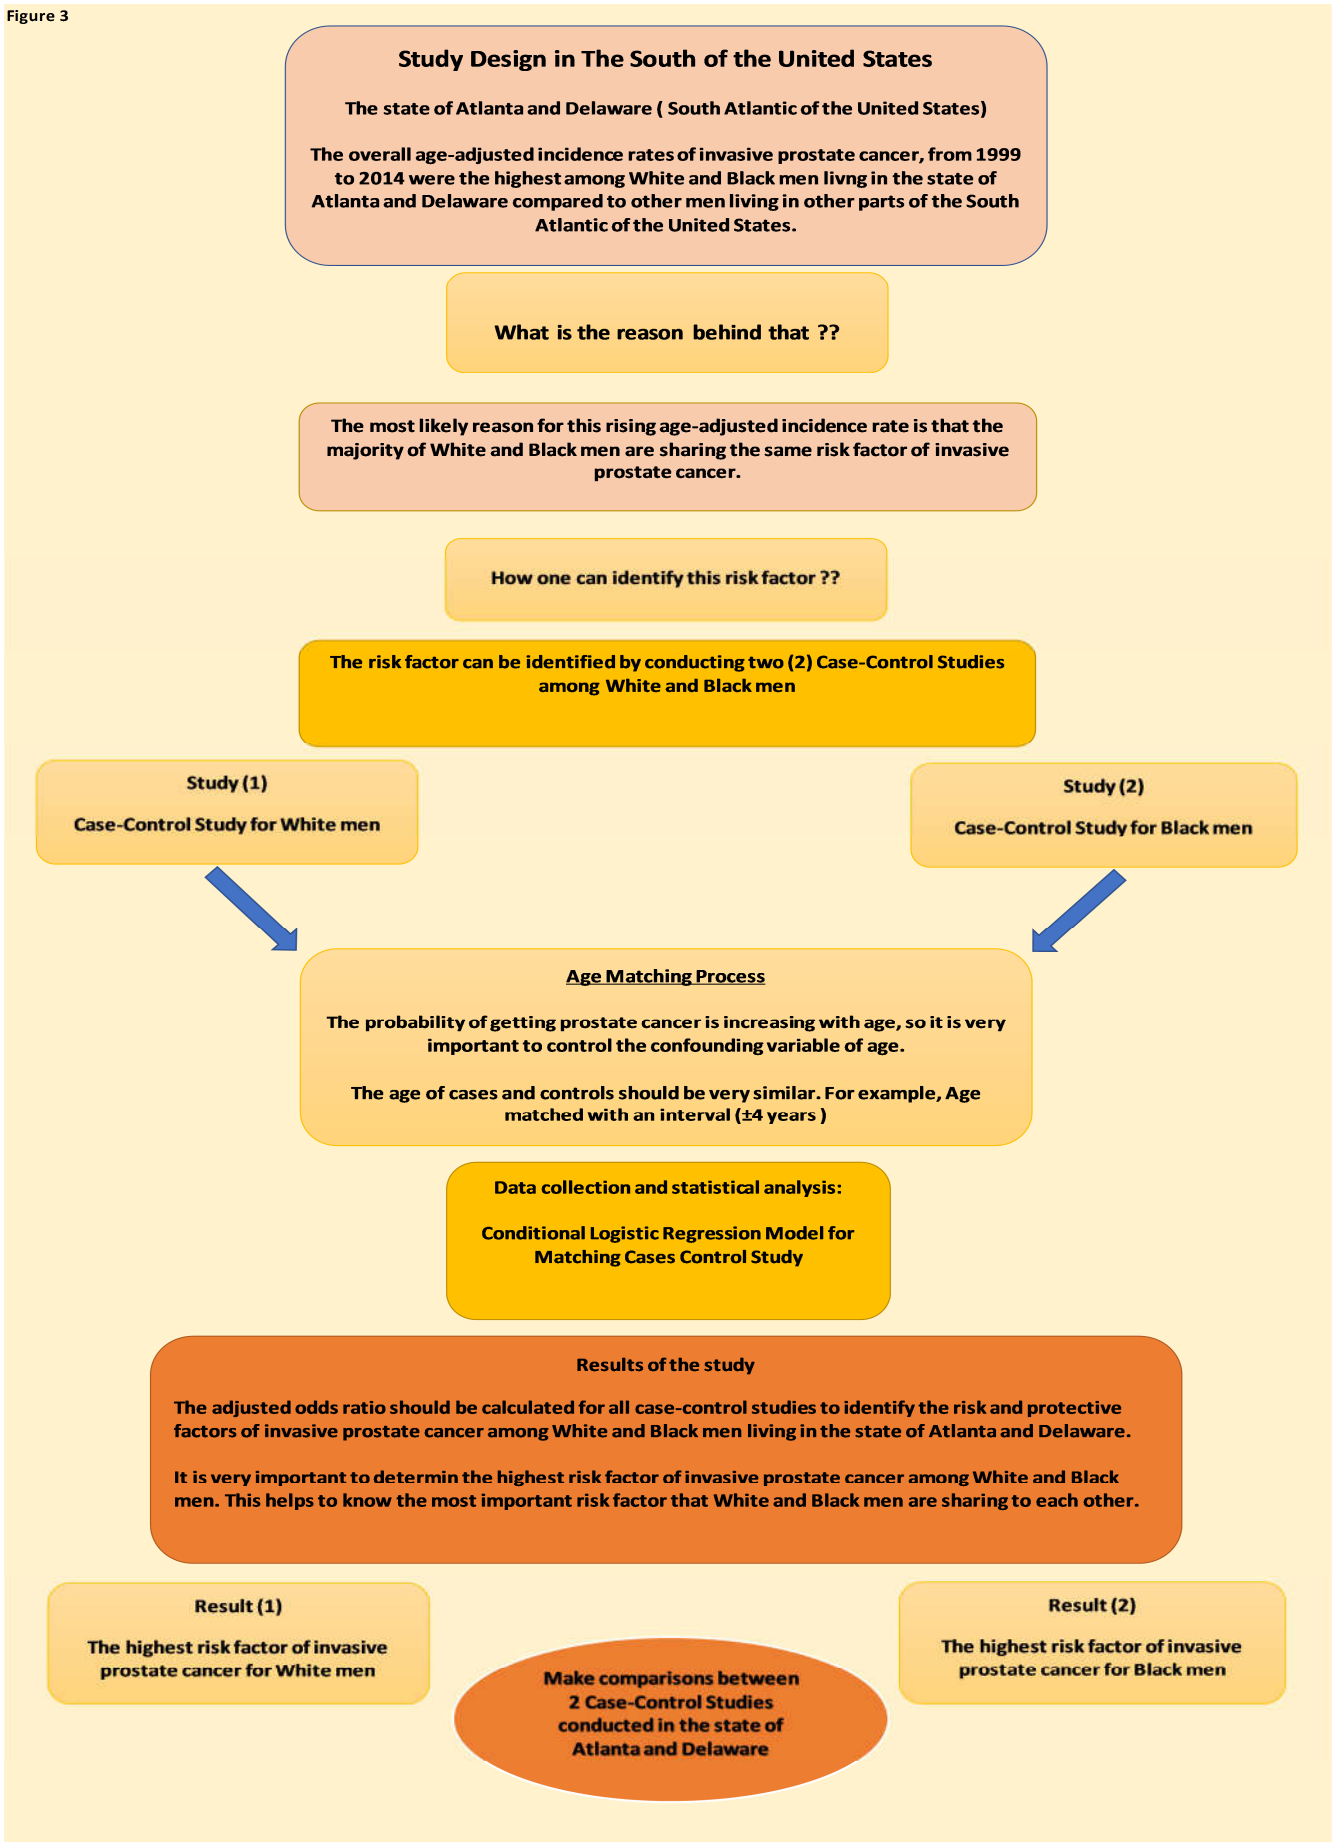 Figure 3
Study Design in The South of the United States
The state of Atlanta and Delaware ( South Atlantic of the United States)
The overall age-adjusted incidence rates of invasive prostate cancer, from 1999
to 2014 were the highest among White and Black men livng in the state of
Atlanta and Delaware compared to other men living in other parts of the South
Atlantic of the United States.
What is the reason behind that ??
The most likely reason for this rising age-adjusted incidence rate is that the
majority of White and Black men are sharing the same risk factor of invasive
prostate cancer.
How one can identify this risk factor ??
The risk factor can be identified by conducting two (2) Case-Control Studies
among White and Black men
Study (1)
Case-Control Study for White men
Study (2)
Case-Control Study for Black men
Age Matching Process
The probability of getting prostate cancer is increasing with age, so it is very
important to control the confounding variable of age.
The age of cases and controls should be very similar. For example, Age
matched with an interval (±4 years )
Data collection and statistical analysis:
Conditional Logistic Regression Model for
Matching Cases Control Study
Results of the study
The adjusted odds ratio should be calculated for all case-control studies to identify the risk and protective
factors of invasive prostate cancer among White and Black men living in the state of Atlanta and Delaware.
It is very important to determin the highest risk factor of invasive prostate cancer among White and Black
men. This helps to know the most important risk factor that White and Black men are sharing to each other.
Result (1)
The highest risk factor of invasive
prostate cancer for White men
Result (2)
The highest risk factor of invasive
prostate cancer for Black men
Make comparisons between
2 Case-Control Studies
conducted in the state of
Atlanta and Delaware